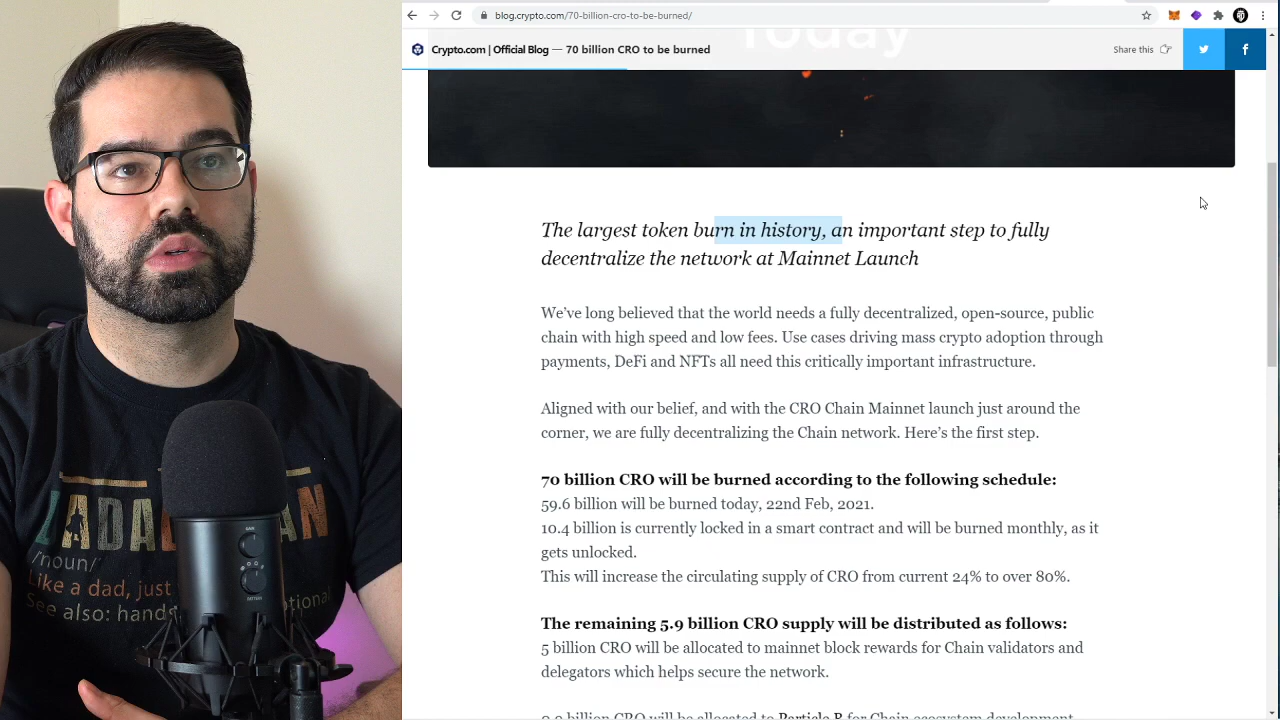 blog.crypto.com/70-billion-cro-to-be-burned/
Crypto.com | Official Blog — 70 billion CRO to be burned
Share this
Today
The largest token burn in history, an important step to fully
decentralize the network at Mainnet Launch
We’ve long believed that the world needs a fully decentralized, open-source, public
chain with high speed and low fees. Use cases driving mass crypto adoption through
payments, DeFi and NFTs all need this critically important infrastructure.
Aligned with our belief, and with the CRO Chain Mainnet launch just around the
corner, we are fully decentralizing the Chain network. Here’s the first step.
70 billion CRO will be burned according to the following schedule:
59.6 billion will be burned today, 22nd Feb, 2021.
10.4 billion is currently locked in a smart contract and will be burned monthly, as it
gets unlocked.
This will increase the circulating supply of CRO from current 24% to over 80%.
The remaining 5.9 billion CRO supply will be distributed as follows:
5 billion CRO will be allocated to mainnet block rewards for Chain validators and
delegators which helps secure the network.
0.9 billion CRO will be allocated to Particle B for Chain ecosystem development
/noun/
Like a dad, just
See also: hands